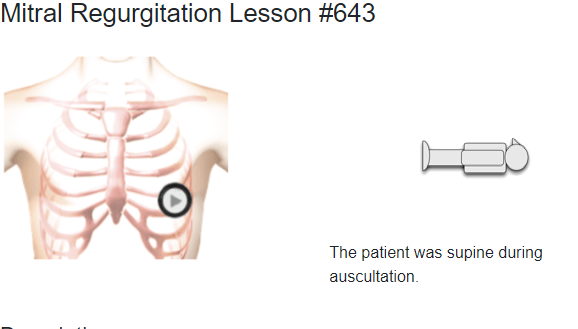 Mitral Regurgitation Lesson #643
The patient was supine during
auscultation.